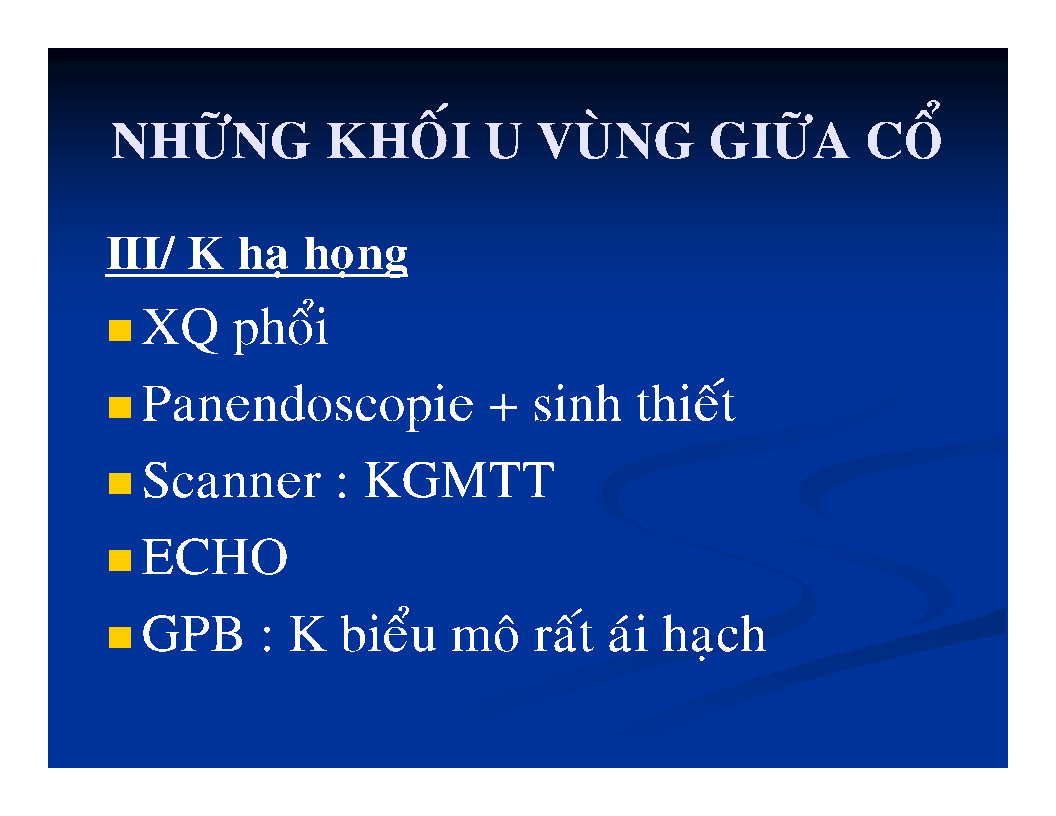 NHỮNG KHỐI U VÙNG GIỮA CỔ
III/ K hạ họng
XQ phổi
Panendoscopie + sinh thiết
Scanner : KGMTT
ECHO
GPB : K biểu mô rất ái hạch